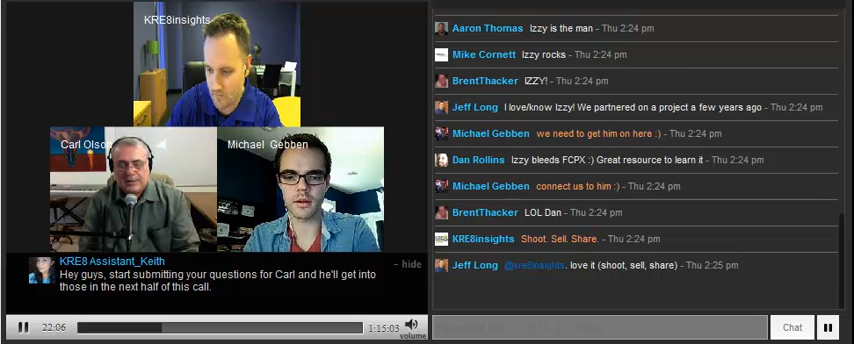 KRE8insights
Carl Olson
Michael Gebben
KRE8 Assistant_Keith
– hide
Hey guys, start submitting your questions for Carl and he'll get into
those in the next half of this call.
22:06
1:15:03
volume
Aaron Thomas Izzy is the man - Thu 2:24 pm
Mike Cornett Izzy rocks - Thu 2:24 pm
BrentThacker IZZY! - Thu 2:24 pm
Jeff Long I love/know Izzy! We partnered on a project a few years ago - Thu 2:24 pm
Michael Gebben we need to get him on here :) - Thu 2:24 pm
Dan Rollins Izzy bleeds FCPX :) Great resource to learn it - Thu 2:24 pm
Michael Gebben connect us to him :) - Thu 2:24 pm
BrentThacker LOL Dan - Thu 2:24 pm
KRE8insights Shoot. Sell. Share. - Thu 2:24 pm
Jeff Long @kre8insights. love it (shoot, sell, share) - Thu 2:25 pm
Chat